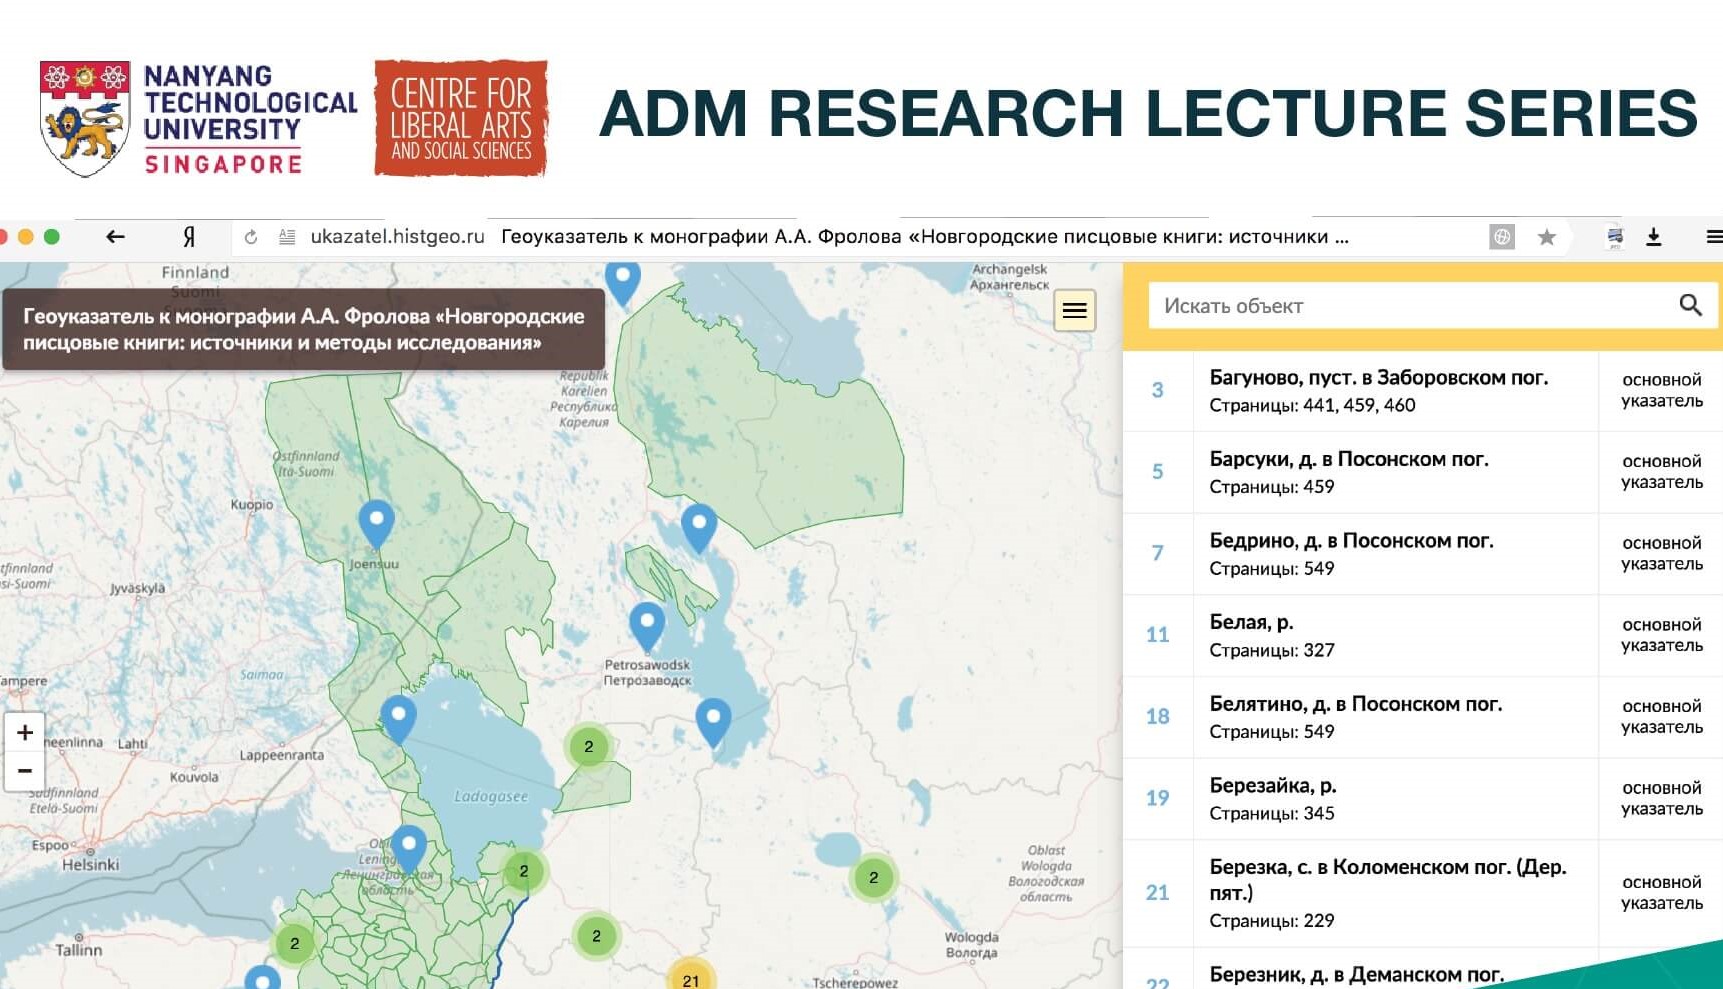 NANYANG
TECHNOLOGICAL
UNIVERSITY
SINGAPORE
CENTRE FOR
LIBERAL ARTS
AND SOCIAL SCIENCES
ADM RESEARCH LECTURE SERIES
Я
ukazatel.histgeo.ru Геоуказатель к монографии А.А. Фролова «Новгородские писцовые книги: источники ...
Геоуказатель к монографии А.А. Фролова «Новгородские
писцовые книги: источники и методы исследования»
Finnland
Suomi
Archangelsk
Архангельск
Republik
Karelien
Республика
Карелия
Ostfinnland
Itä-Suomi
Kuopio
Joensuu
Jyväskylä
Petrosawodsk
Петрозаводск
Saimaa
Lahti
Lappeenranta
Kouvola
Südfinnland
Etelä-Suomi
Ladogasee
Espoo
Helsinki
Ленинградская
область
Oblast
Wologda
Вологодская
область
Tallinn
Wologda
Вологда
Tscherepowez
+
−
2
2
2
2
2
21
Искать объект
3
Багуново, пуст. в Заборовском пог.
Страницы: 441, 459, 460
основной
указатель
5
Барсуки, д. в Посонском пог.
Страницы: 459
основной
указатель
7
Бедрино, д. в Посонском пог.
Страницы: 549
основной
указатель
11
Белая, р.
Страницы: 327
основной
указатель
18
Белятино, д. в Посонском пог.
Страницы: 549
основной
указатель
19
Березайка, р.
Страницы: 345
основной
указатель
21
Березка, с. в Коломенском пог. (Дер.
пят.)
Страницы: 229
основной
указатель
22
Березник, д. в Деманском пог.